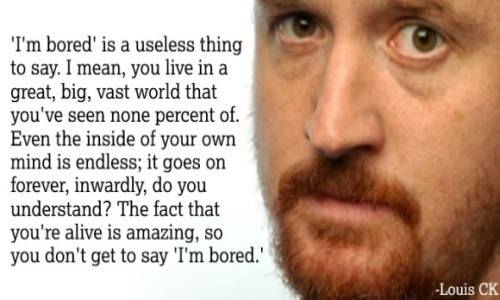 'I'm bored' is a useless thing
to say. I mean, you live in a
great, big, vast world that
you've seen none percent of.
Even the inside of your own
mind is endless; it goes on
forever, inwardly, do you
understand? The fact that
you're alive is amazing, so
you don't get to say 'I'm bored.'
-Louis CK